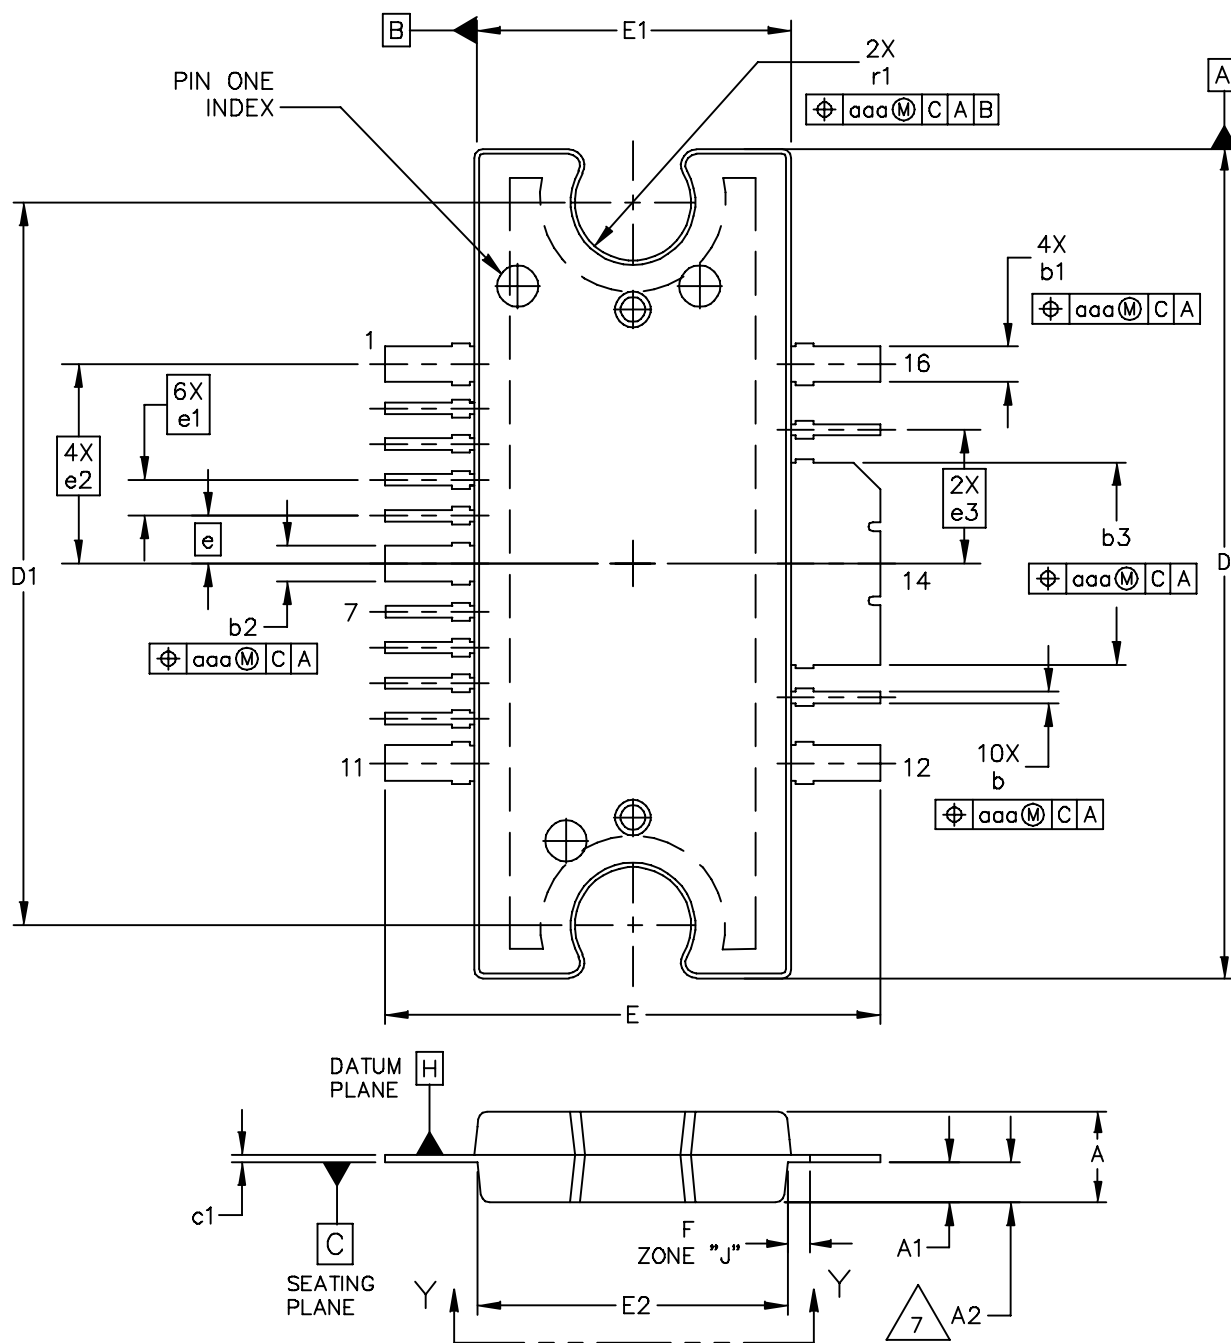 B
E1
2X
r1
⌖ aaa Ⓜ C A B
A
PIN ONE
INDEX
4X
b1
⌖ aaa Ⓜ C A
1
16
6X
e1
4X
e2
2X
e3
e
b3
⌖ aaa Ⓜ C A
D1
D
14
7
b2
⌖ aaa Ⓜ C A
11
12
10X
b
⌖ aaa Ⓜ C A
E
DATUM
PLANE
H
A
c1
C
SEATING
PLANE
F
ZONE "J"
A1
Y
Y
E2
7
A2